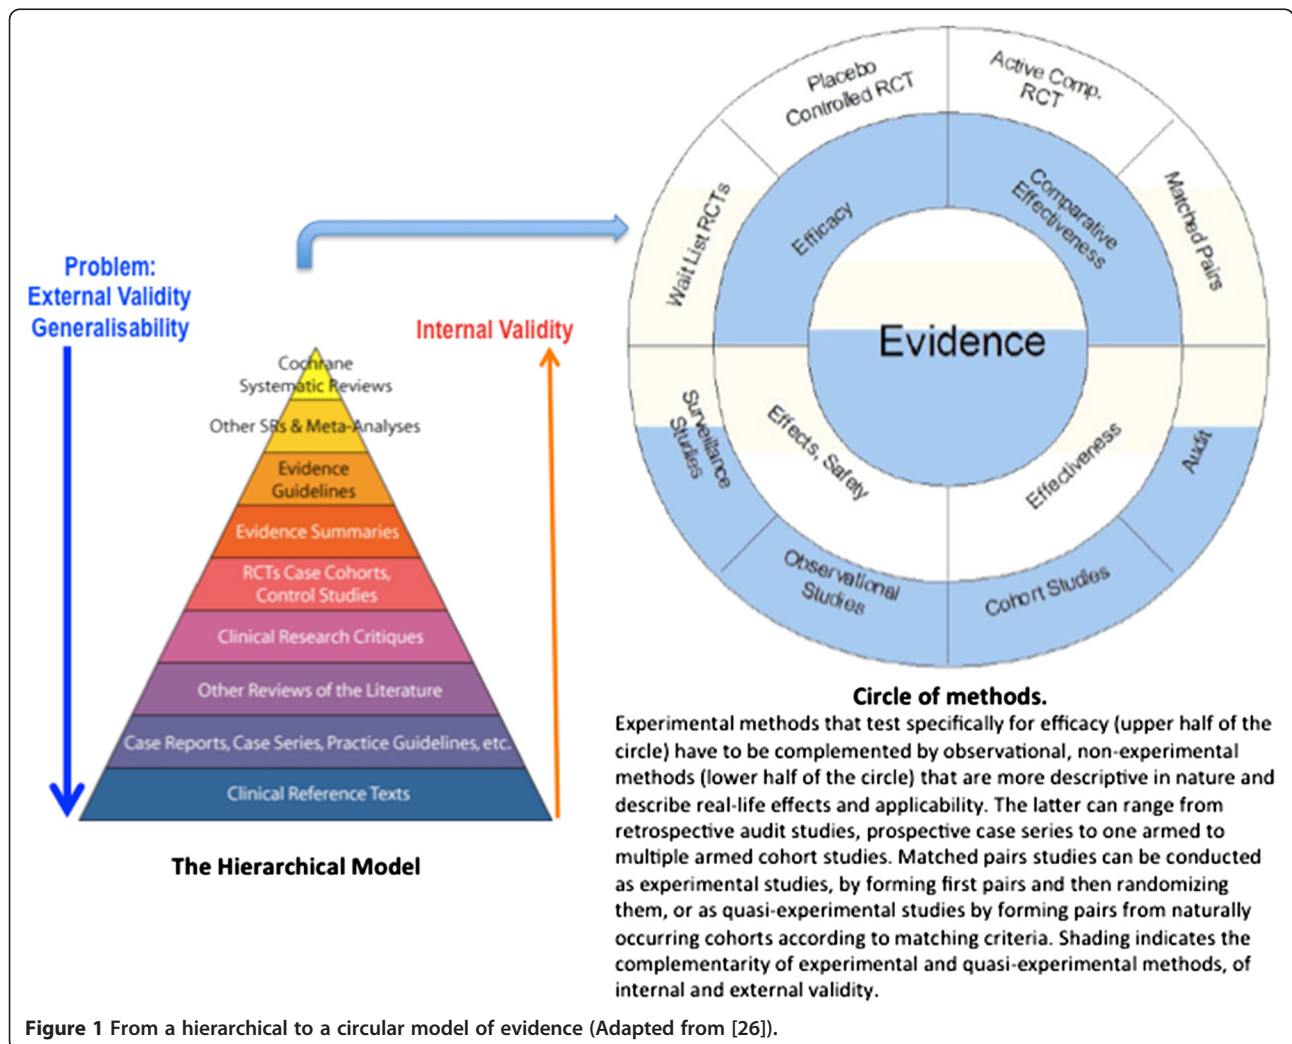 Problem:
External Validity
Generalisability
Internal Validity
Cochrane
Systematic Reviews
Other SRs & Meta-Analyses
Evidence
Guidelines
Evidence Summaries
RCTs Case Cohorts,
Control Studies
Clinical Research Critiques
Other Reviews of the Literature
Case Reports, Case Series, Practice Guidelines, etc.
Clinical Reference Texts
The Hierarchical Model
Placebo
Controlled RCT
Active Comp.
RCT
Wait List RCTs
Matched Pairs
Efficacy
Comparative
Effectiveness
Evidence
Surveillance
Studies
Effects, Safety
Effectiveness
Audit
Observational
Studies
Cohort Studies
Circle of methods.
Experimental methods that test specifically for efficacy (upper half of the
circle) have to be complemented by observational, non-experimental
methods (lower half of the circle) that are more descriptive in nature and
describe real-life effects and applicability. The latter can range from
retrospective audit studies, prospective case series to one armed to
multiple armed cohort studies. Matched pairs studies can be conducted
as experimental studies, by forming first pairs and then randomizing
them, or as quasi-experimental studies by forming pairs from naturally
occurring cohorts according to matching criteria. Shading indicates the
complementarity of experimental and quasi-experimental methods, of
internal and external validity.
Figure 1 From a hierarchical to a circular model of evidence (Adapted from [26]).